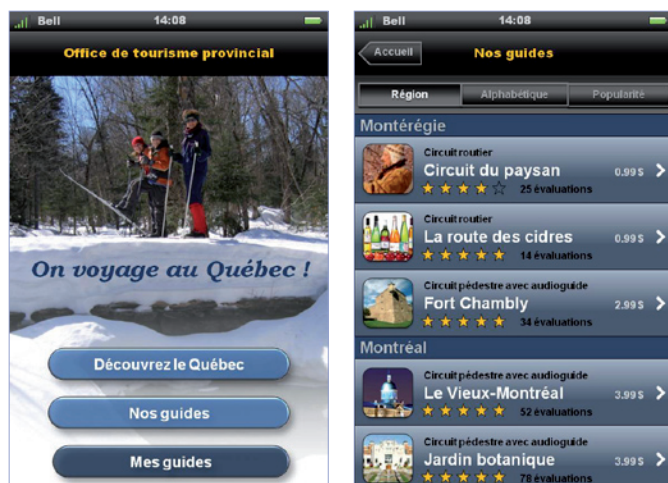 Bell 14:08
Office de tourisme provincial
On voyage au Québec !
Découvrez le Québec
Nos guides
Mes guides
Bell 14:08
Accueil Nos guides
Région Alphabétique Popularité
Montérégie
Circuit routier
Circuit du paysan 0.99 $
25 évaluations
Circuit routier
La route des cidres 0.99 $
14 évaluations
Circuit pédestre avec audioguide
Fort Chambly 2.99 $
34 évaluations
Montréal
Circuit pédestre avec audioguide
Le Vieux-Montréal 3.99 $
52 évaluations
Circuit pédestre avec audioguide
Jardin botanique 3.99 $
78 évaluations